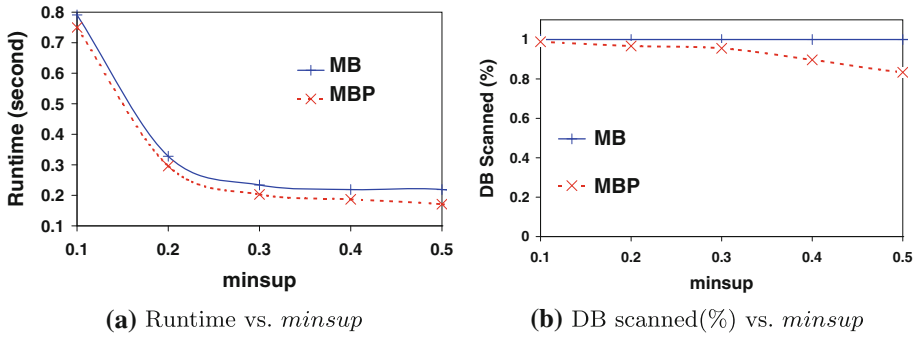 0.8
0.7
0.6
0.5
0.4
0.3
0.2
0.1
Runtime (second)
MB
MBP
0.1 0.2 0.3 0.4 0.5
minsup
(a) Runtime vs. minsup
1
0.8
0.6
0.4
0.2
0
DB Scanned (%)
MB
MBP
0.1 0.2 0.3 0.4 0.5
minsup
(b) DB scanned(%) vs. minsup